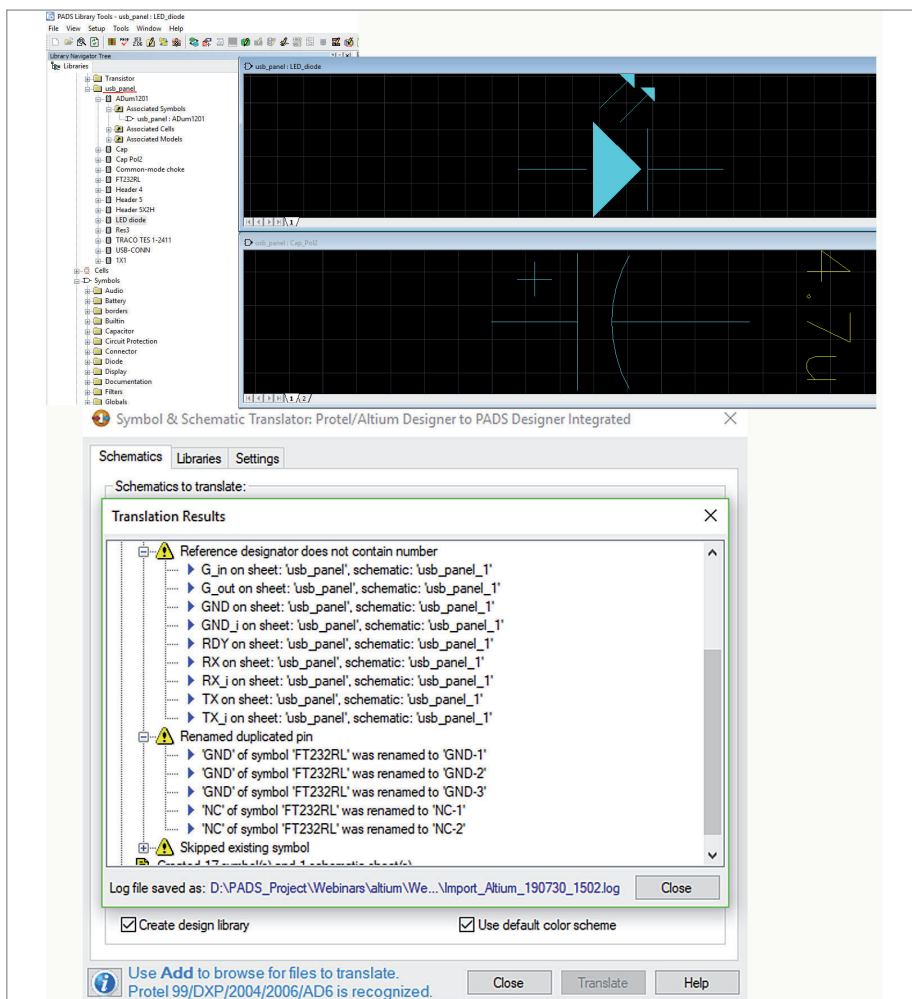 PADS Library Tools - usb_panel : LED_diode
File View Setup Tools Window Help
Library Navigator Tree
Libraries
Transistor
usb_panel
ADum1201
Associated Symbols
usb_panel : ADum1201
Associated Cells
Associated Models
Cap
Cap Pol2
Common-mode choke
FT232RL
Header 4
Header 5
Header 5X2H
LED diode
Res3
TRACO TES 1-2411
USB-CONN
1X1
Cells
Symbols
Audio
Battery
borders
Builtin
Capacitor
Circuit Protection
Connector
Diode
Display
Documentation
Filters
Globals
usb_panel : LED_diode
1
usb_panel : Cap_Pol2
1 2
Symbol & Schematic Translator: Protel/Altium Designer to PADS Designer Integrated
Schematics Libraries Settings
Schematics to translate:
Translation Results
Reference designator does not contain number
G_in on sheet: 'usb_panel', schematic: 'usb_panel_1'
G_out on sheet: 'usb_panel', schematic: 'usb_panel_1'
GND on sheet: 'usb_panel', schematic: 'usb_panel_1'
GND_i on sheet: 'usb_panel', schematic: 'usb_panel_1'
RDY on sheet: 'usb_panel', schematic: 'usb_panel_1'
RX on sheet: 'usb_panel', schematic: 'usb_panel_1'
RX_i on sheet: 'usb_panel', schematic: 'usb_panel_1'
TX on sheet: 'usb_panel', schematic: 'usb_panel_1'
TX_i on sheet: 'usb_panel', schematic: 'usb_panel_1'
Renamed duplicated pin
'GND' of symbol 'FT232RL' was renamed to 'GND-1'
'GND' of symbol 'FT232RL' was renamed to 'GND-2'
'GND' of symbol 'FT232RL' was renamed to 'GND-3'
'NC' of symbol 'FT232RL' was renamed to 'NC-1'
'NC' of symbol 'FT232RL' was renamed to 'NC-2'
Skipped existing symbol
Created 17 symbol(s) and 1 schematic sheet(s)
Log file saved as: D:\PADS_Project\Webinars\altium\We...\Import_Altium_190730_1502.log Close
Create design library Use default color scheme
Use Add to browse for files to translate.
Protel 99/DXP/2004/2006/AD6 is recognized.
Close Translate Help